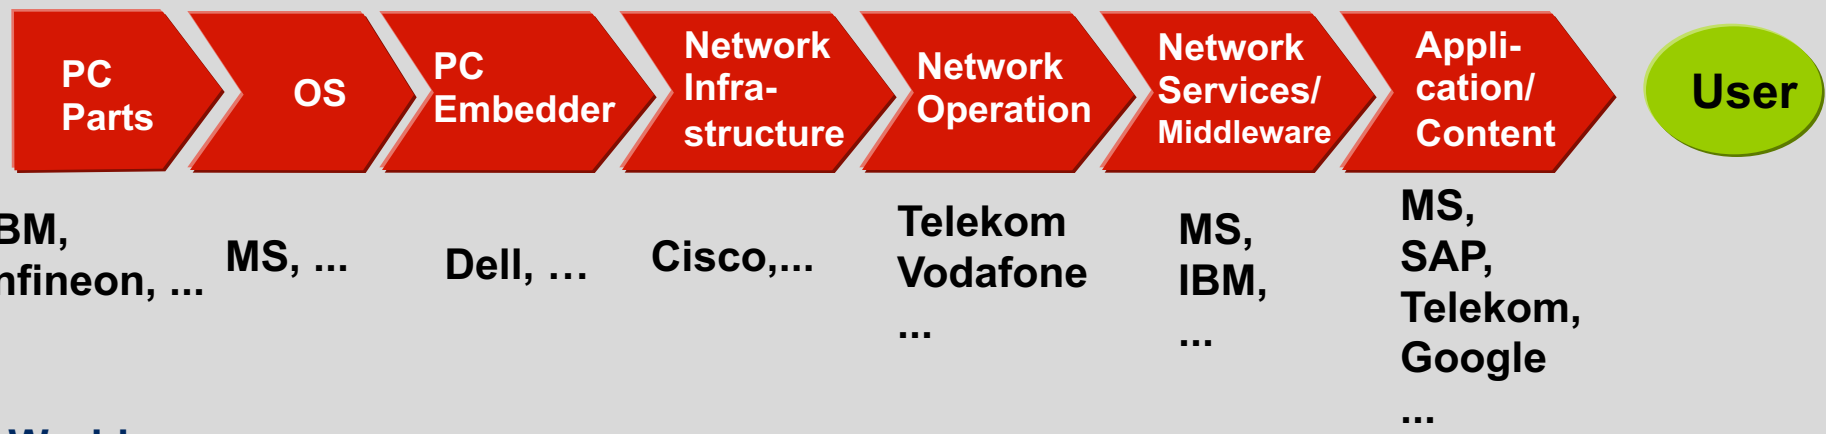 PC
Parts
OS
PC
Embedder
Network
Infra-
structure
Network
Operation
Network
Services/
Middleware
Appli-
cation/
Content
User
BM,
nfineon, ...
MS, ...
Dell, …
Cisco,...
Telekom
Vodafone
...
MS,
IBM,
...
MS,
SAP,
Telekom,
Google
...